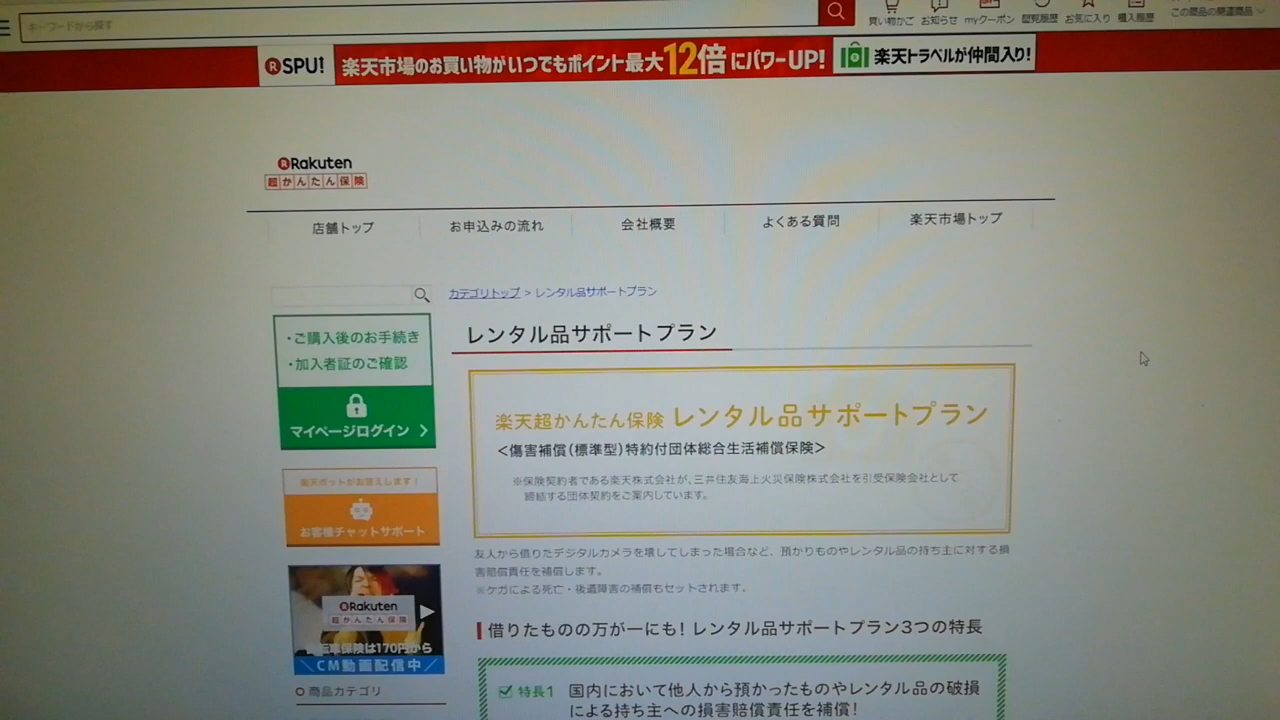 キーワードから探す
買い物かご お知らせ myクーポン 閲覧履歴 お気に入り 購入履歴
この商品の関連商品
R SPU! 楽天市場のお買い物がいつでもポイント最大12倍にパワーUP! 楽天トラベルが仲間入り!
R Rakuten
超かんたん保険
店舗トップ お申込みの流れ 会社概要 よくある質問 楽天市場トップ
カテゴリトップ > レンタル品サポートプラン
・ご購入後のお手続き
・加入者証のご確認
マイページログイン
レンタル品サポートプラン
楽天超かんたん保険 レンタル品サポートプラン
<傷害補償(標準型)特約付団体総合生活補償保険>
※保険契約者である楽天株式会社が、三井住友海上火災保険株式会社を引受保険会社として
締結する団体契約をご案内しています。
楽天ボットがお答えします!
お客様チャットサポート
友人から借りたデジタルカメラを壊してしまった場合など、預かりものやレンタル品の持ち主に対する損
害賠償責任を補償します。
※ケガによる死亡・後遺障害の補償もセットされます。
R Rakuten
超かんたん保険
自転車保険は170円から
CM動画配信中
商品カテゴリ
借りたものの万が一にも!レンタル品サポートプラン3つの特長
特長1 国内において他人から預かったものやレンタル品の破損
による持ち主への損害賠償責任を補償!